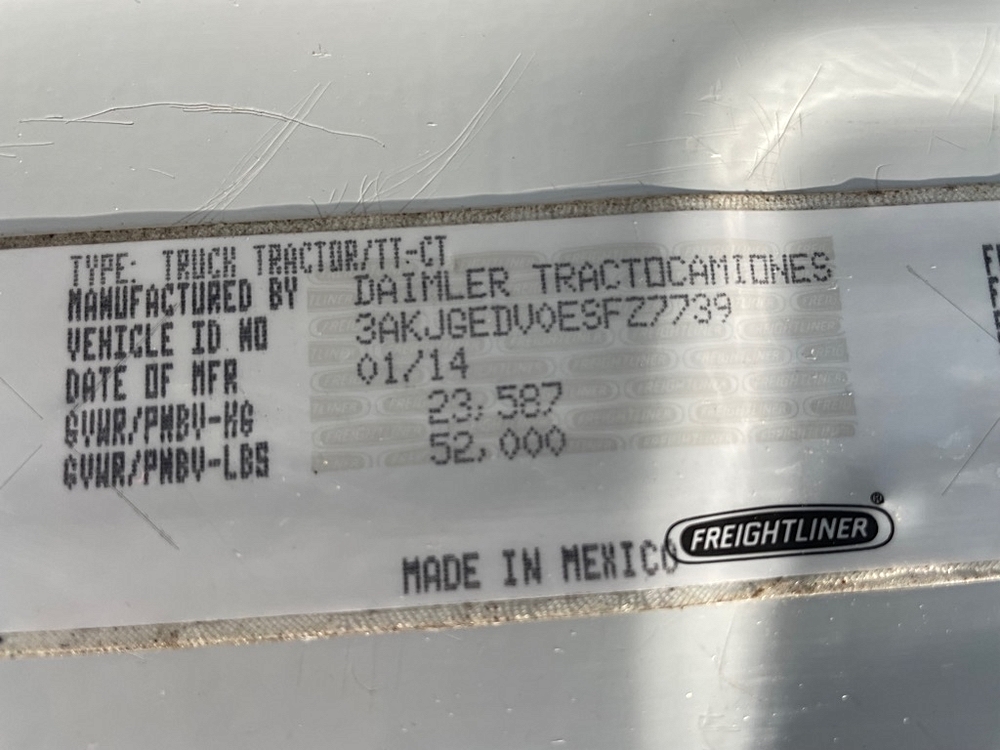 TYPE: TRUCK TRACTOR/TT-CT
MANUFACTURED BY DAIMLER TRACTOCAMIONES
VEHICLE ID NO 3AKJGEDV0ESFZ7739
DATE OF MFR 01/14
GVWR/PNBV-KG 23,587
GVWR/PNBV-LBS 52,000
MADE IN MEXICO
FREIGHTLINER®